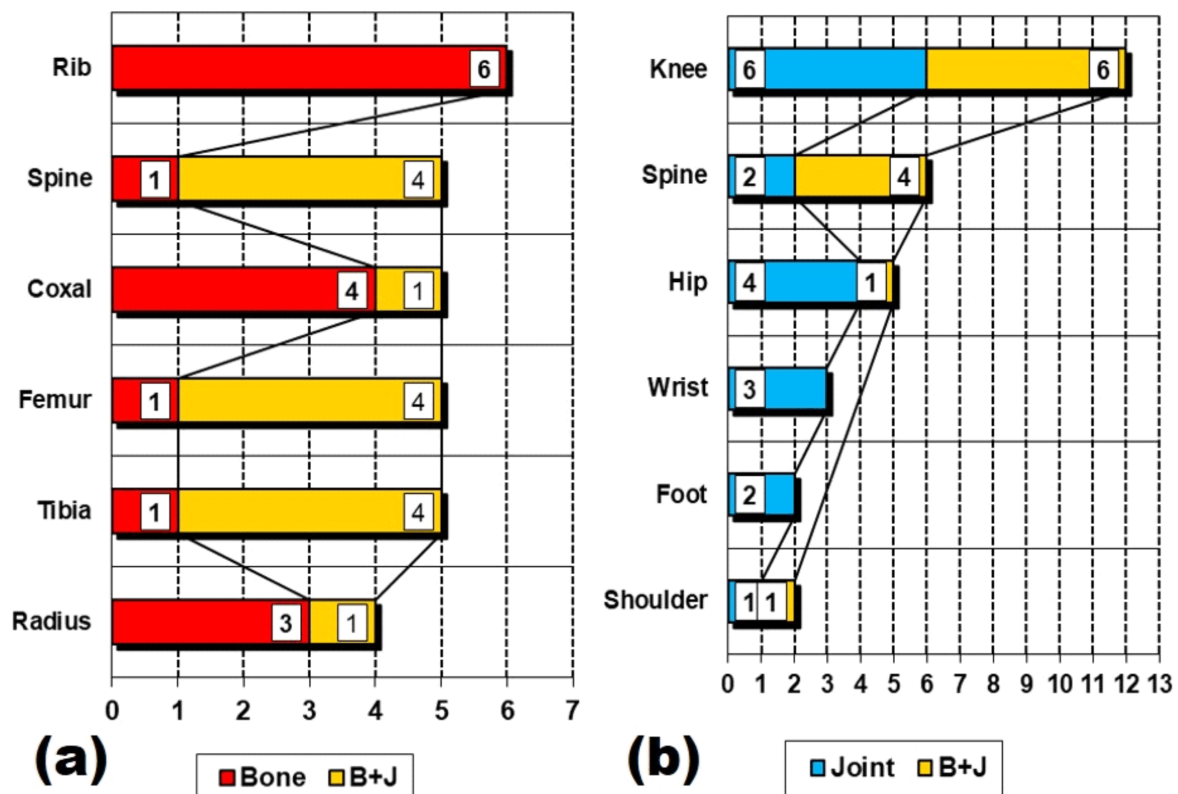 Rib 6
Spine 1 4
Coxal 4 1
Femur 1 4
Tibia 1 4
Radius 3 1
0 1 2 3 4 5 6 7
(a) Bone B+J
Knee 6 6
Spine 2 4
Hip 4 1
Wrist 3
Foot 2
Shoulder 1 1
0 1 2 3 4 5 6 7 8 9 10 11 12 13
(b) Joint B+J